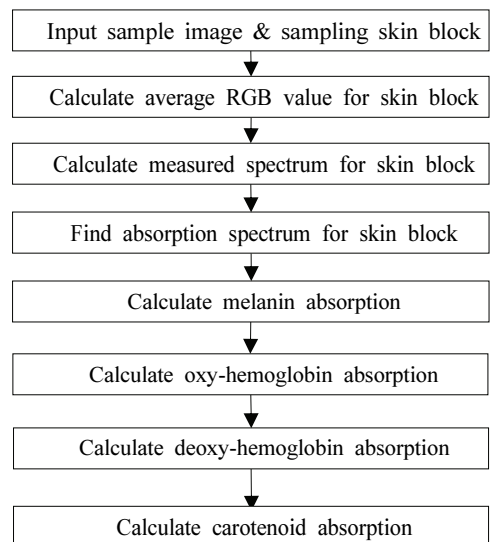 Input sample image & sampling skin block
Calculate average RGB value for skin block
Calculate measured spectrum for skin block
Find absorption spectrum for skin block
Calculate melanin absorption
Calculate oxy-hemoglobin absorption
Calculate deoxy-hemoglobin absorption
Calculate carotenoid absorption